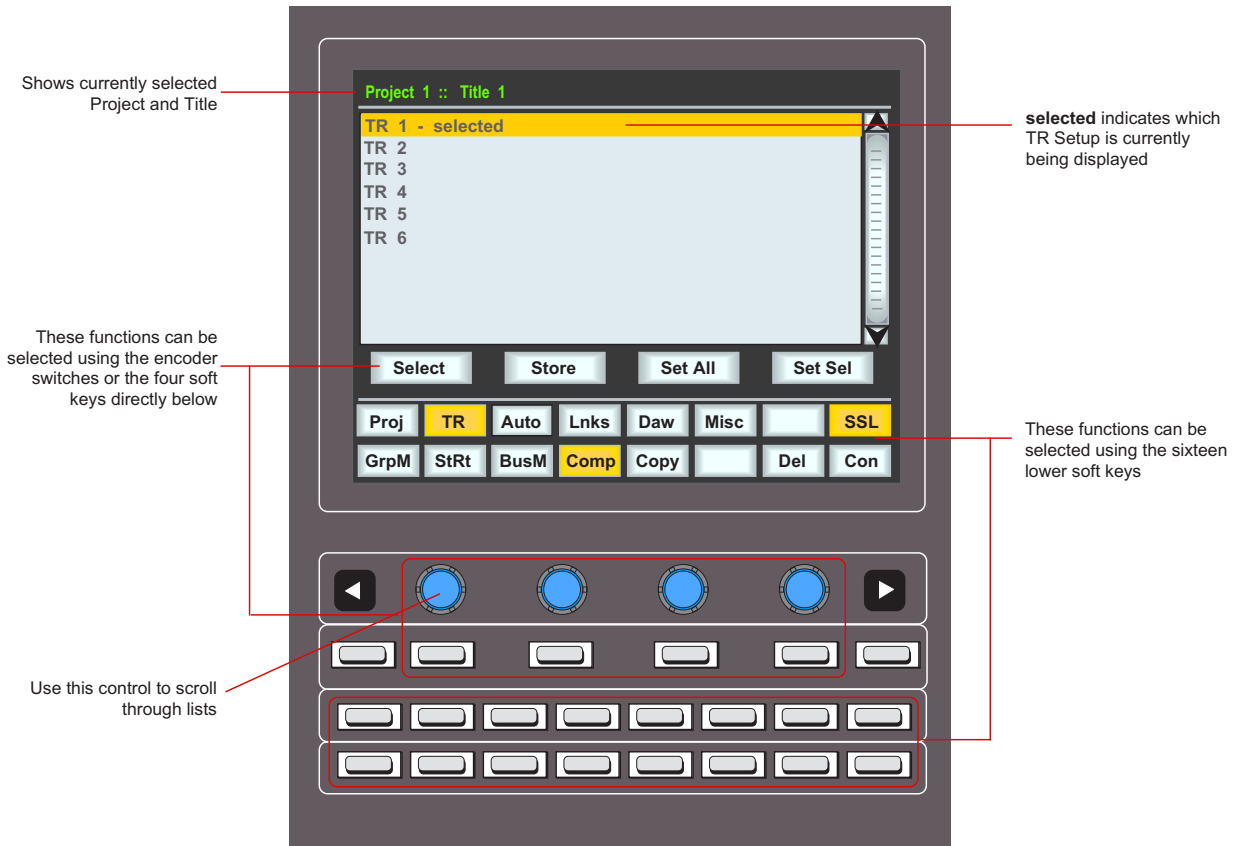 Shows currently selected
Project and Title
Project 1 :: Title 1
TR 1 - selected
TR 2
TR 3
TR 4
TR 5
TR 6
selected indicates which
TR Setup is currently
being displayed
These functions can be
selected using the encoder
switches or the four soft
keys directly below
Select Store Set All Set Sel
Proj TR Auto Lnks Daw Misc SSL
GrpM StRt BusM Comp Copy Del Con
These functions can be
selected using the sixteen
lower soft keys
Use this control to scroll
through lists